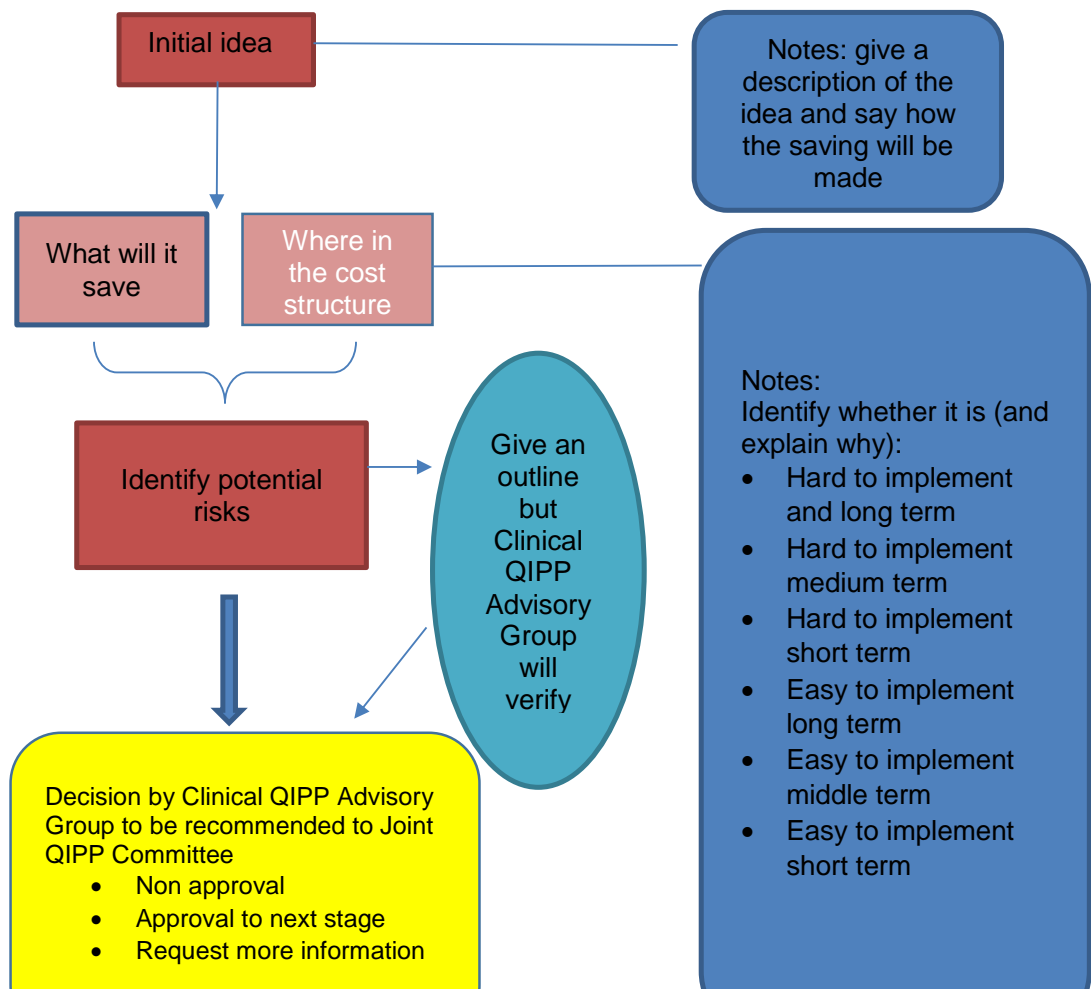 Initial idea
Notes: give a
description of the
idea and say how
the saving will be
made
What will it
save
Where in
the cost
structure
Identify potential
risks
Give an
outline
but
Clinical
QIPP
Advisory
Group
will
verify
Notes:
Identify whether it is (and
explain why):
• Hard to implement
and long term
• Hard to implement
medium term
• Hard to implement
short term
• Easy to implement
long term
• Easy to implement
middle term
• Easy to implement
short term
Decision by Clinical QIPP Advisory
Group to be recommended to Joint
QIPP Committee
• Non approval
• Approval to next stage
• Request more information